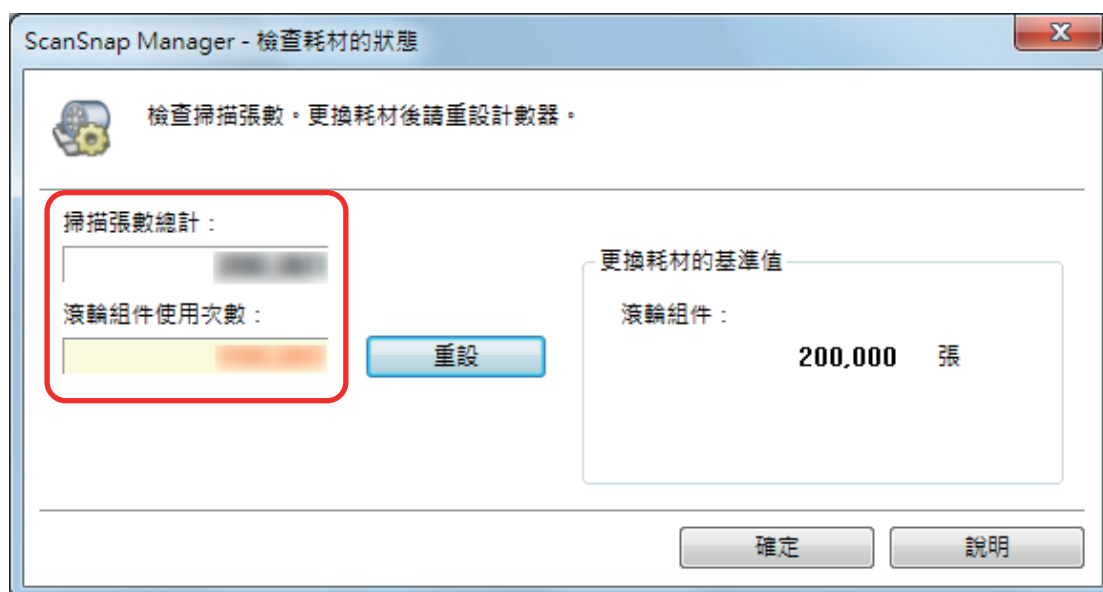 ScanSnap Manager - 檢查耗材的狀態
檢查掃描張數。更換耗材後請重設計數器。
掃描張數總計：
滾輪組件使用次數：
重設
更換耗材的基準值
滾輪組件：
200,000 張
確定
說明